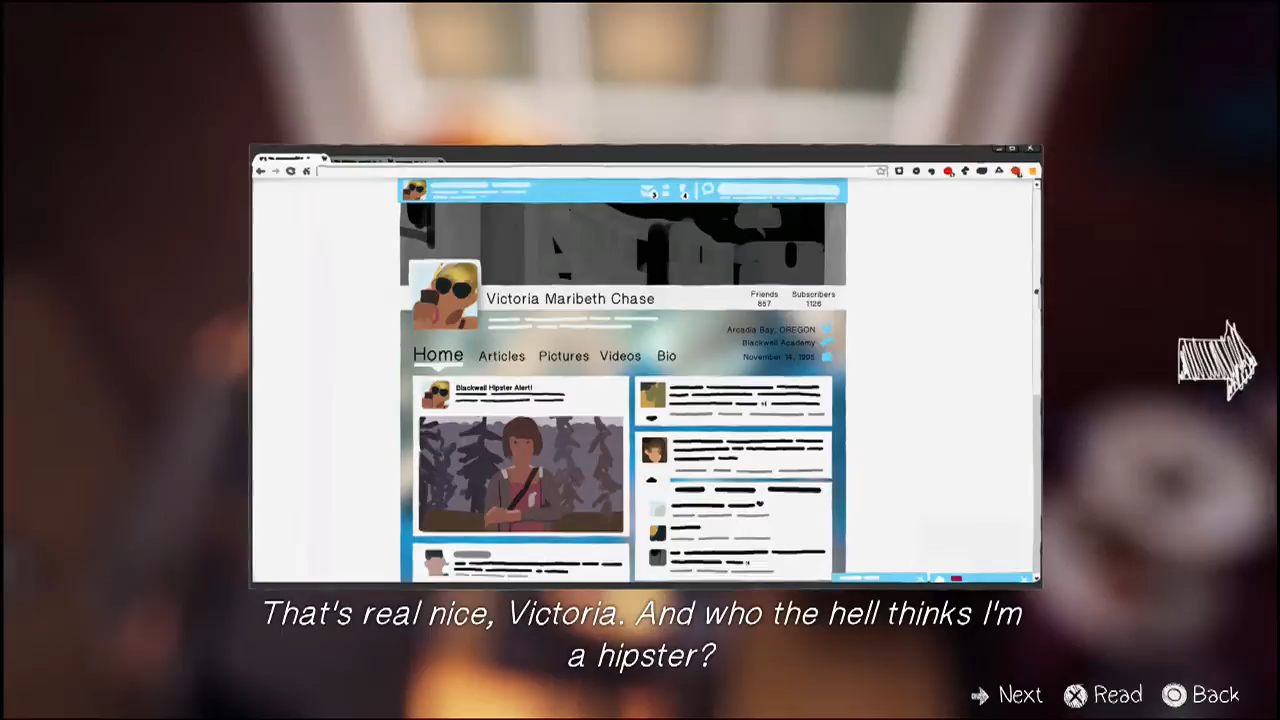 Victoria Maribeth Chase
Friends
857
Subscribers
1126
Arcadia Bay, OREGON
Blackwell Academy
November 14, 1995
Home
Articles
Pictures
Videos
Bio
Blackwell Hipster Alert!
That's real nice, Victoria. And who the hell thinks I'm
a hipster?
Next
Read
Back